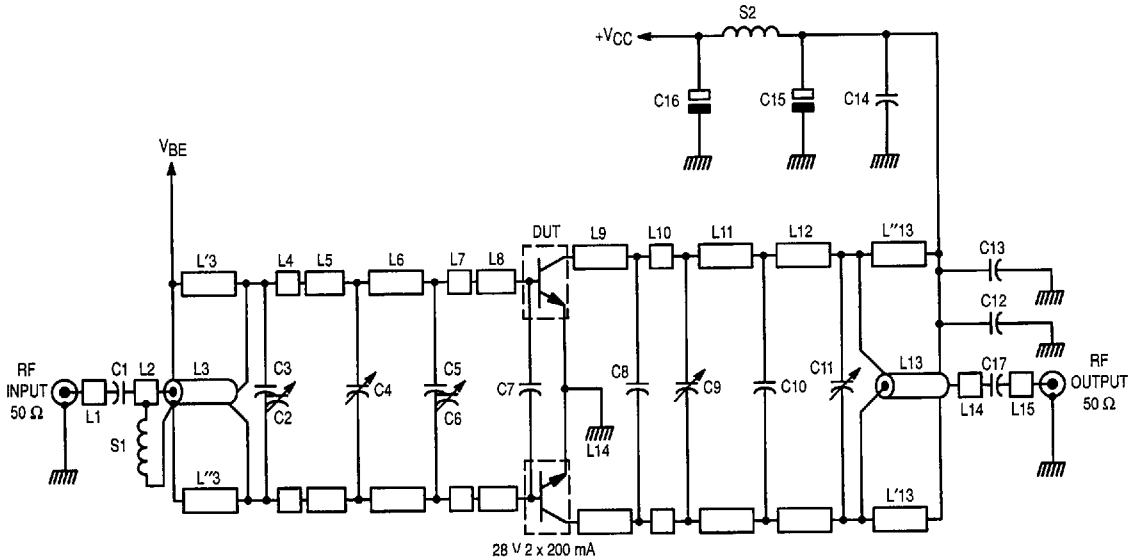 S2
+VCC
C16
C15
C14
VBE
DUT
L'3
L4
L5
L6
L7
L8
L9
L10
L11
L12
L''13
C13
C12
RF
INPUT
50 Ω
C1
L2
L3
L1
S1
C3
C2
C4
C5
C6
C7
C8
C9
C10
C11
L13
C17
L14
L15
RF
OUTPUT
50 Ω
L14
L''3
L'13
28 V 2 x 200 mA